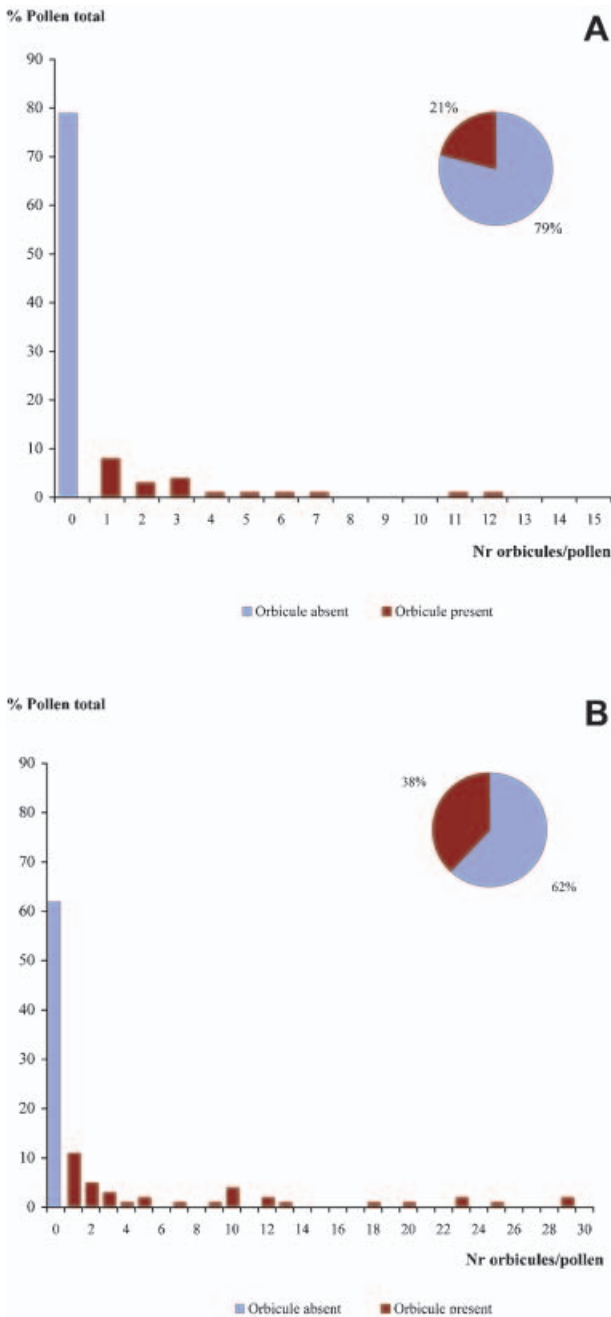 % Pollen total
A
90
80
70
60
50
40
30
20
10
0
21%
79%
0 1 2 3 4 5 6 7 8 9 10 11 12 13 14 15
Nr orbicules/pollen
Orbicule absent Orbicule present
% Pollen total
B
90
80
70
60
50
40
30
20
10
0
38%
62%
0 2 4 6 8 10 12 14 16 18 20 22 24 26 28 30
Nr orbicules/pollen
Orbicule absent Orbicule present